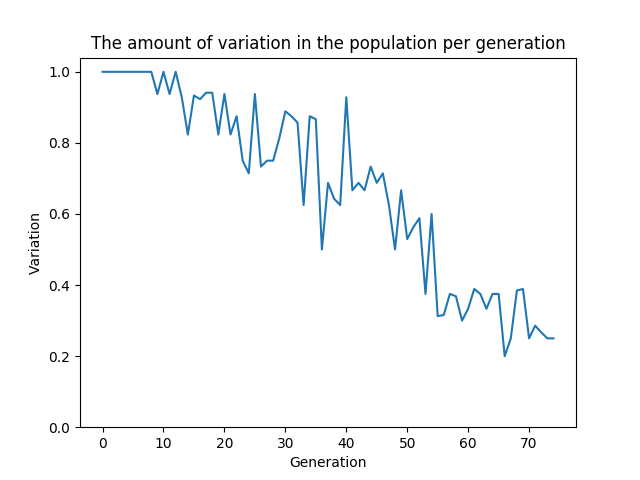 The amount of variation in the population per generation
1.0
0.8
0.6
0.4
0.2
0.0
Variation
0 10 20 30 40 50 60 70
Generation